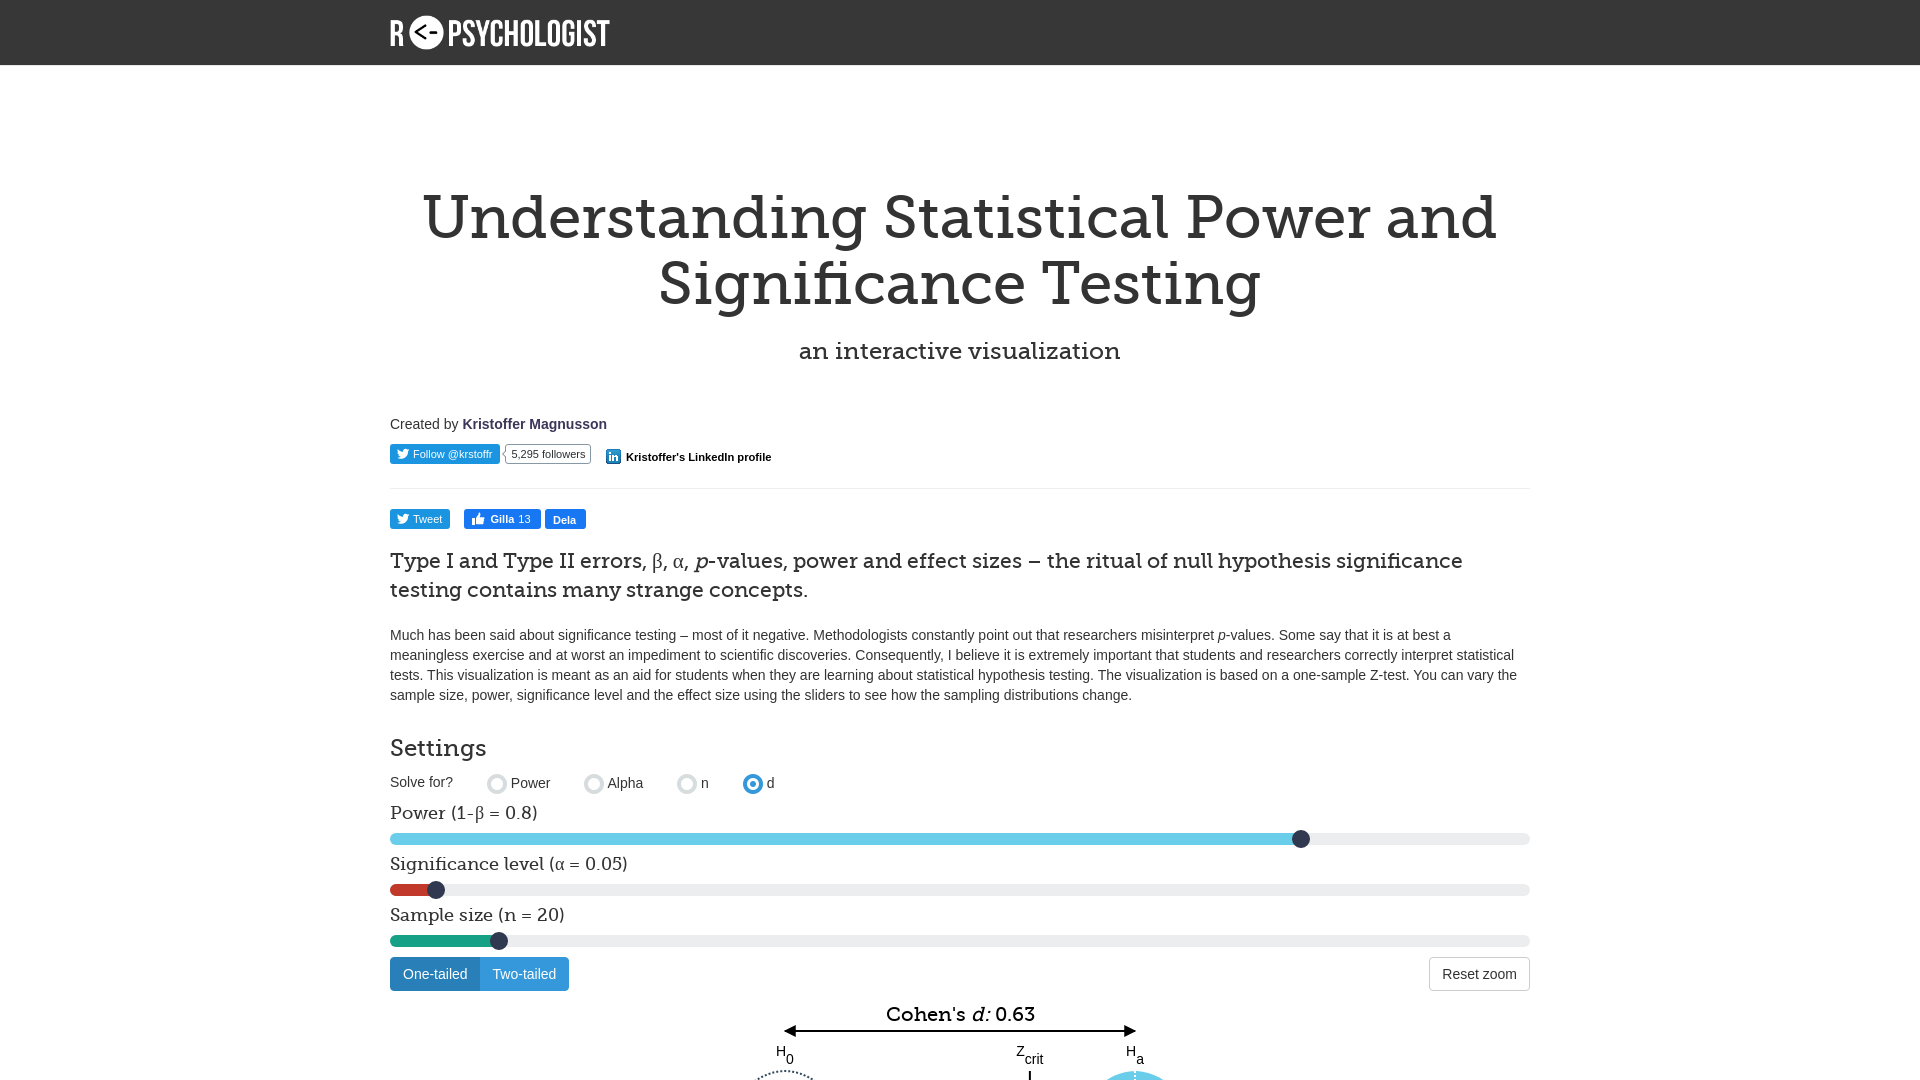 R <- PSYCHOLOGIST
Understanding Statistical Power and
Significance Testing
an interactive visualization
Created by Kristoffer Magnusson
Follow @krstoffr 5,295 followers in Kristoffer's LinkedIn profile
Tweet Gilla 13 Dela
Type I and Type II errors, β, α, p-values, power and effect sizes – the ritual of null hypothesis significance
testing contains many strange concepts.
Much has been said about significance testing – most of it negative. Methodologists constantly point out that researchers misinterpret p-values. Some say that it is at best a
meaningless exercise and at worst an impediment to scientific discoveries. Consequently, I believe it is extremely important that students and researchers correctly interpret statistical
tests. This visualization is meant as an aid for students when they are learning about statistical hypothesis testing. The visualization is based on a one-sample Z-test. You can vary the
sample size, power, significance level and the effect size using the sliders to see how the sampling distributions change.
Settings
Solve for? Power Alpha n d
Power (1-β = 0.8)
Significance level (α = 0.05)
Sample size (n = 20)
One-tailed Two-tailed Reset zoom
Cohen's d: 0.63
H0 Zcrit Ha